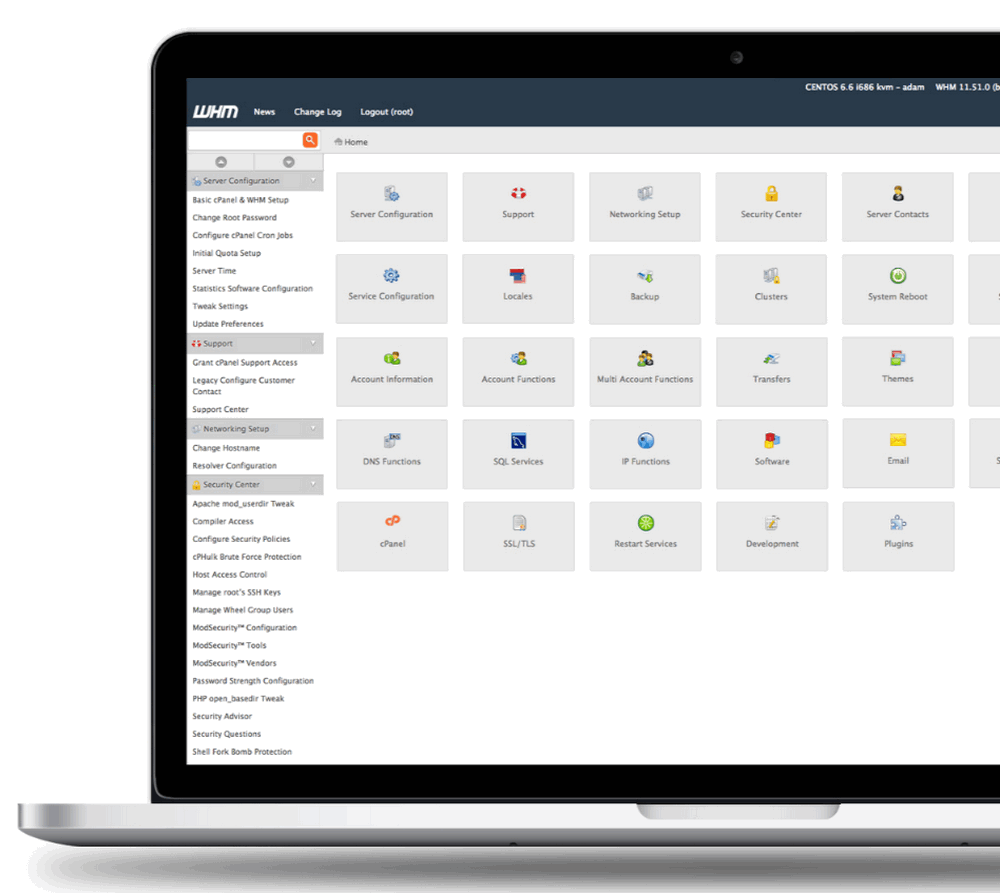 CENTOS 6.6 i686 kvm - adam WHM 11.51.0 (b
WHM News Change Log Logout (root)
Home
Server Configuration
Basic cPanel & WHM Setup
Change Root Password
Configure cPanel Cron Jobs
Initial Quota Setup
Server Time
Statistics Software Configuration
Tweak Settings
Update Preferences
Support
Grant cPanel Support Access
Legacy Configure Customer
Contact
Support Center
Networking Setup
Change Hostname
Resolver Configuration
Security Center
Apache mod_userdir Tweak
Compiler Access
Configure Security Policies
cPHulk Brute Force Protection
Host Access Control
Manage root's SSH Keys
Manage Wheel Group Users
ModSecurity™ Configuration
ModSecurity™ Tools
ModSecurity™ Vendors
Password Strength Configuration
PHP open_basedir Tweak
Security Advisor
Security Questions
Shell Fork Bomb Protection
Server Configuration Support Networking Setup Security Center Server Contacts
Service Configuration Locales Backup Clusters System Reboot S
Account Information Account Functions Multi Account Functions Transfers Themes
DNS Functions SQL Services IP Functions Software Email S
cPanel SSL/TLS Restart Services Development Plugins